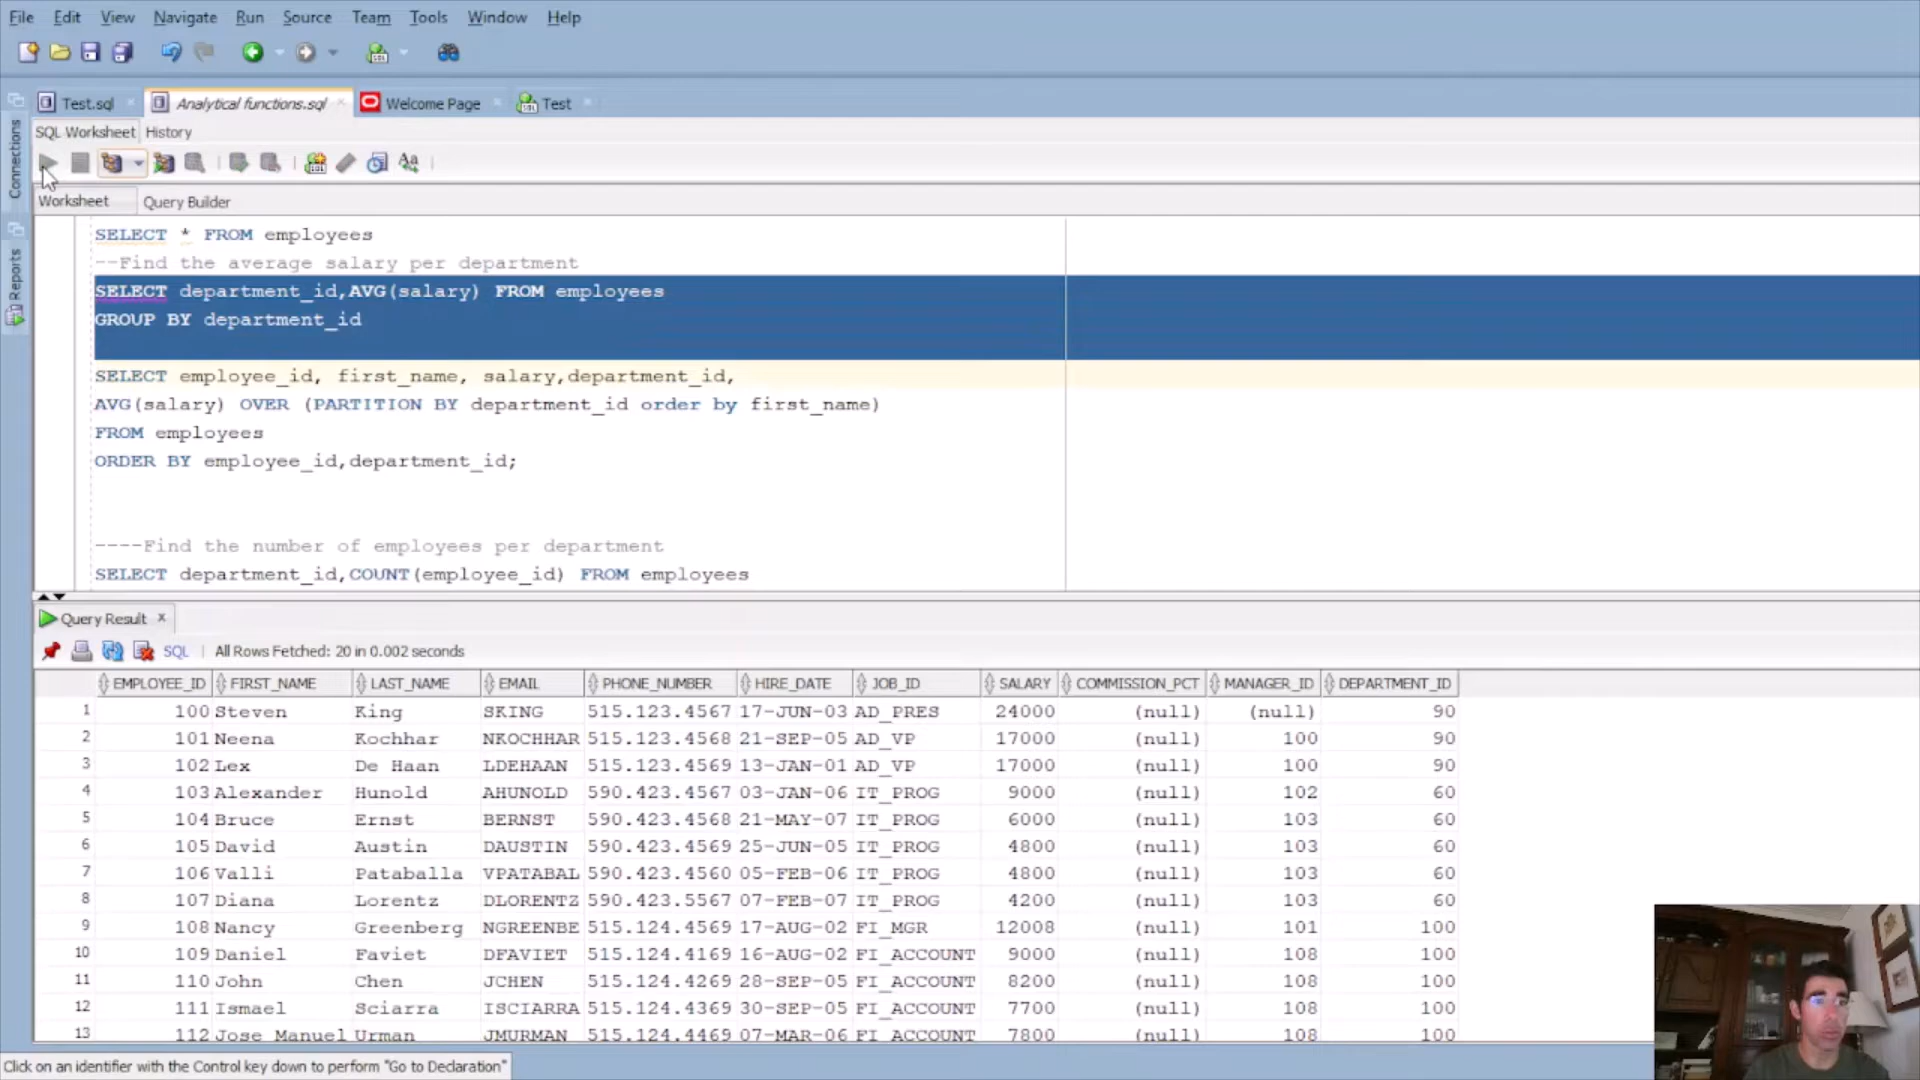 File Edit View Navigate Run Source Team Tools Window Help
Test.sql Analytical functions.sql Welcome Page Test
SQL Worksheet History
Connections
Reports
Worksheet Query Builder
SELECT * FROM employees
--Find the average salary per department
SELECT department_id,AVG(salary) FROM employees
GROUP BY department_id
SELECT employee_id, first_name, salary,department_id,
AVG(salary) OVER (PARTITION BY department_id order by first_name)
FROM employees
ORDER BY employee_id,department_id;
----Find the number of employees per department
SELECT department_id,COUNT(employee_id) FROM employees
Query Result
SQL | All Rows Fetched: 20 in 0.002 seconds
EMPLOYEE_ID FIRST_NAME LAST_NAME EMAIL PHONE_NUMBER HIRE_DATE JOB_ID SALARY COMMISSION_PCT MANAGER_ID DEPARTMENT_ID
1 100 Steven King SKING 515.123.4567 17-JUN-03 AD_PRES 24000 (null) (null) 90
2 101 Neena Kochhar NKOCHHAR 515.123.4568 21-SEP-05 AD_VP 17000 (null) 100 90
3 102 Lex De Haan LDEHAAN 515.123.4569 13-JAN-01 AD_VP 17000 (null) 100 90
4 103 Alexander Hunold AHUNOLD 590.423.4567 03-JAN-06 IT_PROG 9000 (null) 102 60
5 104 Bruce Ernst BERNST 590.423.4568 21-MAY-07 IT_PROG 6000 (null) 103 60
6 105 David Austin DAUSTIN 590.423.4569 25-JUN-05 IT_PROG 4800 (null) 103 60
7 106 Valli Pataballa VPATABAL 590.423.4560 05-FEB-06 IT_PROG 4800 (null) 103 60
8 107 Diana Lorentz DLORENTZ 590.423.5567 07-FEB-07 IT_PROG 4200 (null) 103 60
9 108 Nancy Greenberg NGREENBE 515.124.4569 17-AUG-02 FI_MGR 12008 (null) 101 100
10 109 Daniel Faviet DFAVIET 515.124.4169 16-AUG-02 FI_ACCOUNT 9000 (null) 108 100
11 110 John Chen JCHEN 515.124.4269 28-SEP-05 FI_ACCOUNT 8200 (null) 108 100
12 111 Ismael Sciarra ISCIARRA 515.124.4369 30-SEP-05 FI_ACCOUNT 7700 (null) 108 100
13 112 Jose Manuel Urman JMURMAN 515.124.4469 07-MAR-06 FI_ACCOUNT 7800 (null) 108 100
Click on an identifier with the Control key down to perform "Go to Declaration"